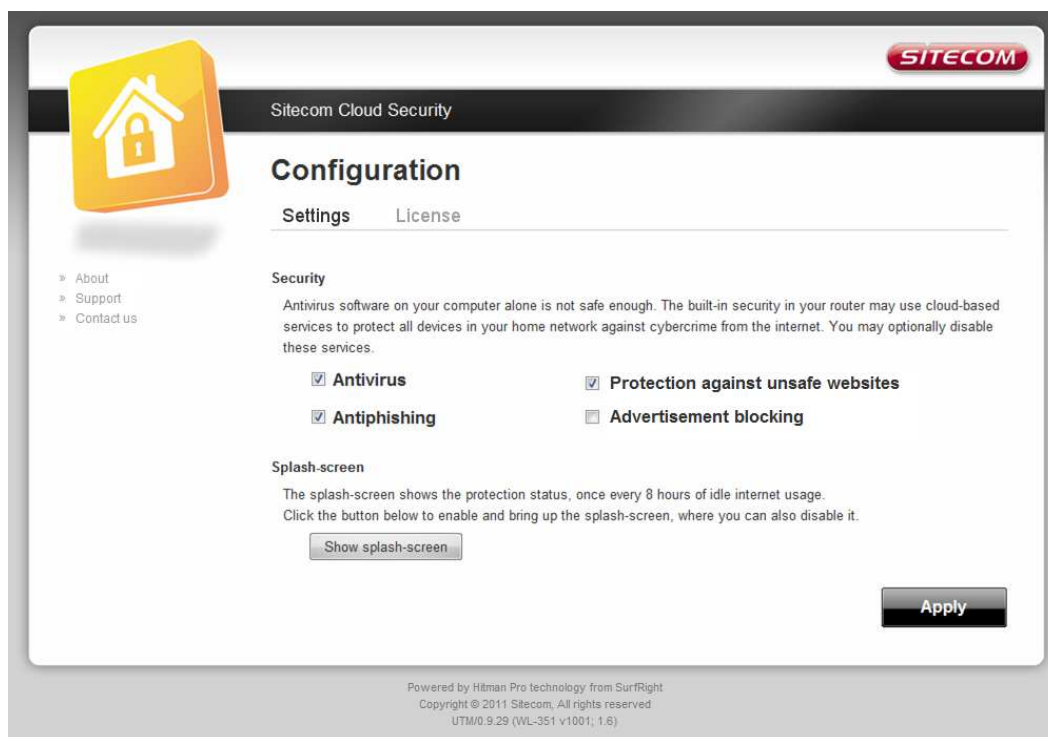 SITECOM
Sitecom Cloud Security
Configuration
Settings License
» About
» Support
» Contact us
Security
Antivirus software on your computer alone is not safe enough. The built-in security in your router may use cloud-based
services to protect all devices in your home network against cybercrime from the internet. You may optionally disable
these services.
Antivirus
Protection against unsafe websites
Antiphishing
Advertisement blocking
Splash-screen
The splash-screen shows the protection status, once every 8 hours of idle internet usage.
Click the button below to enable and bring up the splash-screen, where you can also disable it.
Show splash-screen
Apply
Powered by Hitman Pro technology from SurfRight
Copyright © 2011 Sitecom, All rights reserved
UTM/0.9.29 (WL-351 v1001; 1.6)